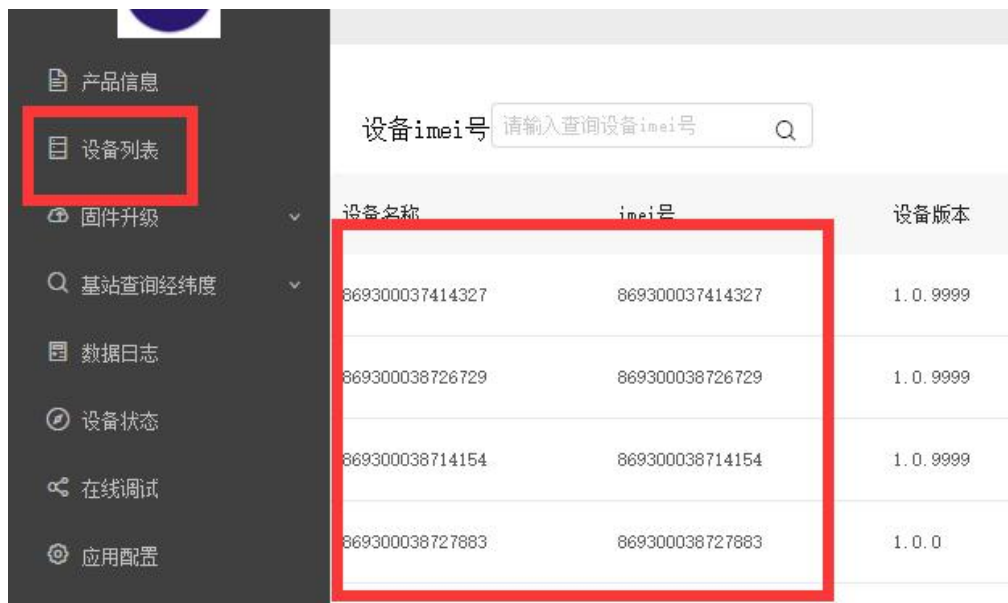 产品信息
设备列表
固件升级
基站查询经纬度
数据日志
设备状态
在线调试
应用配置
设备imei号 请输入查询设备imei号
设备名称 imei号 设备版本
869300037414327 869300037414327 1.0.9999
869300038726729 869300038726729 1.0.9999
869300038714154 869300038714154 1.0.9999
869300038727883 869300038727883 1.0.0